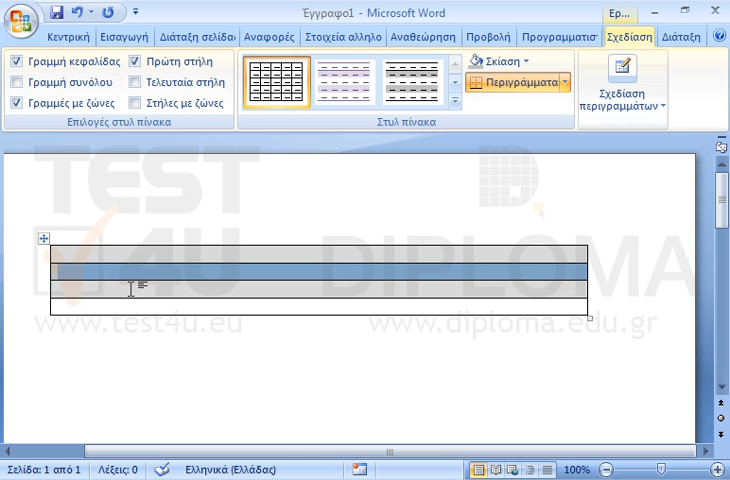 Έγγραφο1 - Microsoft Word
Ερ...
Κεντρική Εισαγωγή Διάταξη σελίδα Αναφορές Στοιχεία αλληλο Αναθεώρηση Προβολή Προγραμματισ Σχεδίαση Διάταξη
Γραμμή κεφαλίδας Πρώτη στήλη
Γραμμή συνόλου Τελευταία στήλη
Γραμμές με ζώνες Στήλες με ζώνες
Επιλογές στυλ πίνακα
Σκίαση
Περιγράμματα
Στυλ πίνακα
Σχεδίαση
περιγραμμάτων
TEST
4U DIPLOMA
www.test4u.eu www.diploma.edu.gr
Σελίδα: 1 από 1 Λέξεις: 0 Ελληνικά (Ελλάδας) 100%